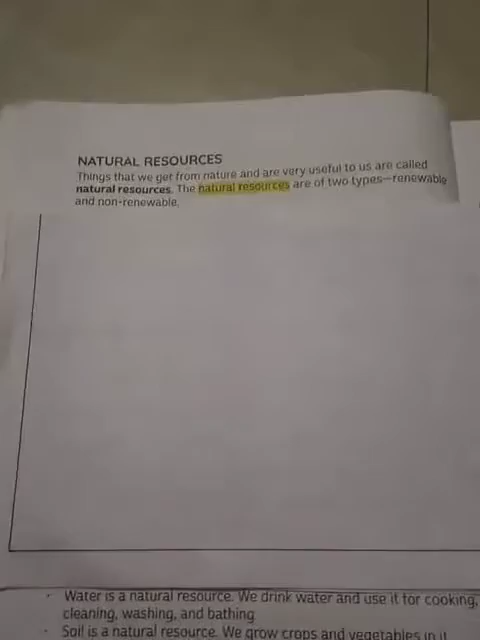 NATURAL RESOURCES
Things that we get from nature and are very useful to us are called
natural resources. The natural resources are of two types—renewable
and non-renewable.
· Water is a natural resource. We drink water and use it for cooking,
cleaning, washing, and bathing
· Soil is a natural resource. We grow crops and vegetables in it